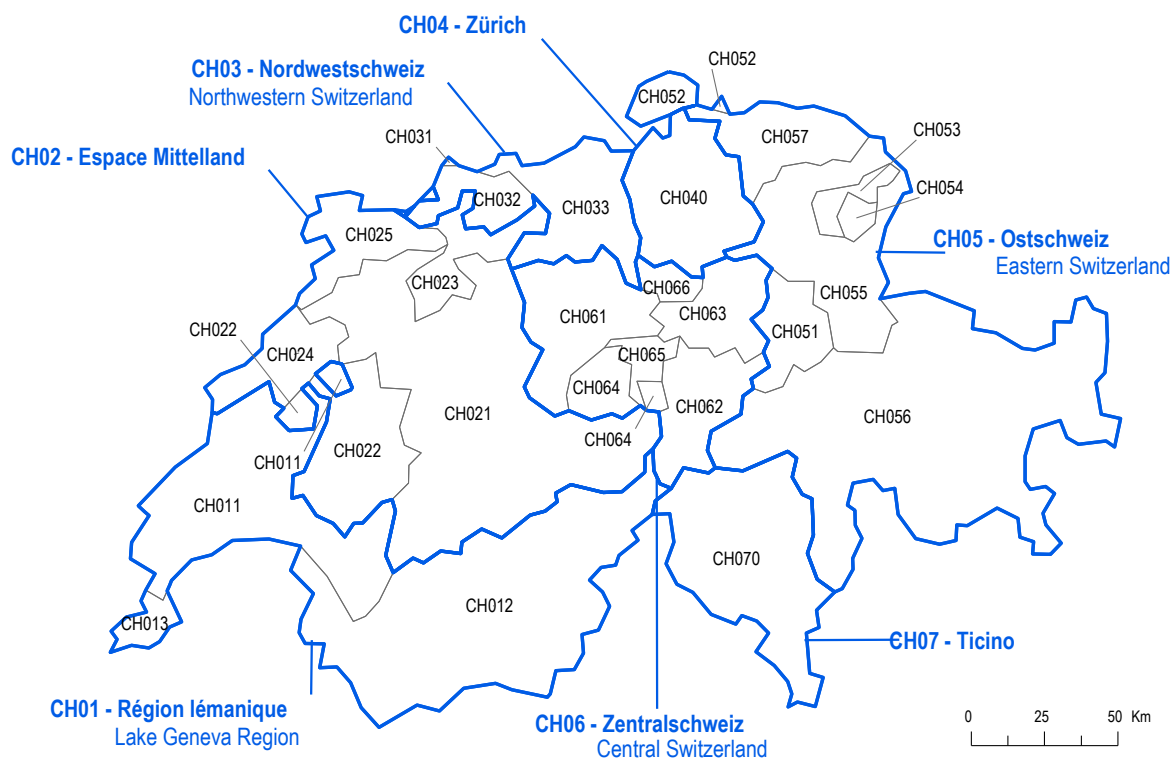 CH04 - Zürich
CH052
CH03 - Nordwestschweiz
Northwestern Switzerland
CH052
CH057
CH053
CH031
CH02 - Espace Mittelland
CH054
CH032
CH040
CH033
CH025
CH05 - Ostschweiz
Eastern Switzerland
CH023
CH066
CH055
CH063
CH061
CH022
CH051
CH024
CH065
CH064
CH062
CH021
CH056
CH064
CH022
CH011
CH011
CH070
CH012
CH013
CH07 - Ticino
CH01 - Région lémanique
Lake Geneva Region
CH06 - Zentralschweiz
Central Switzerland
0 25 50 Km